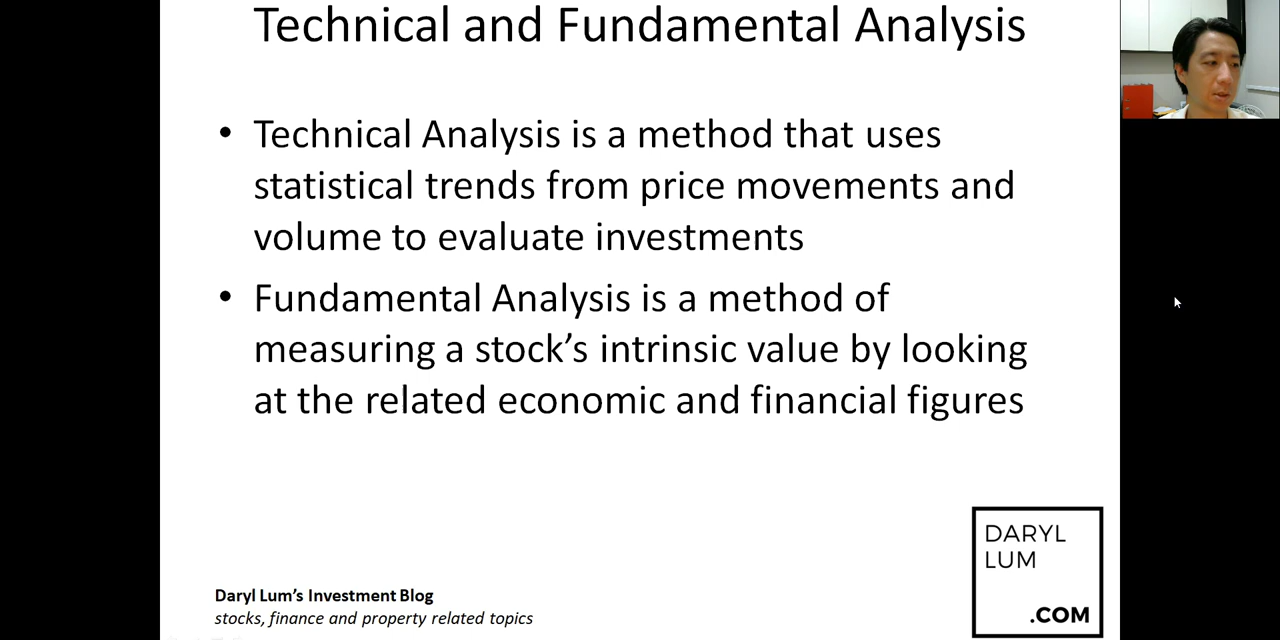 Technical and Fundamental Analysis
• Technical Analysis is a method that uses
statistical trends from price movements and
volume to evaluate investments
• Fundamental Analysis is a method of
measuring a stock’s intrinsic value by looking
at the related economic and financial figures
DARYL
LUM
.COM
Daryl Lum’s Investment Blog
stocks, finance and property related topics